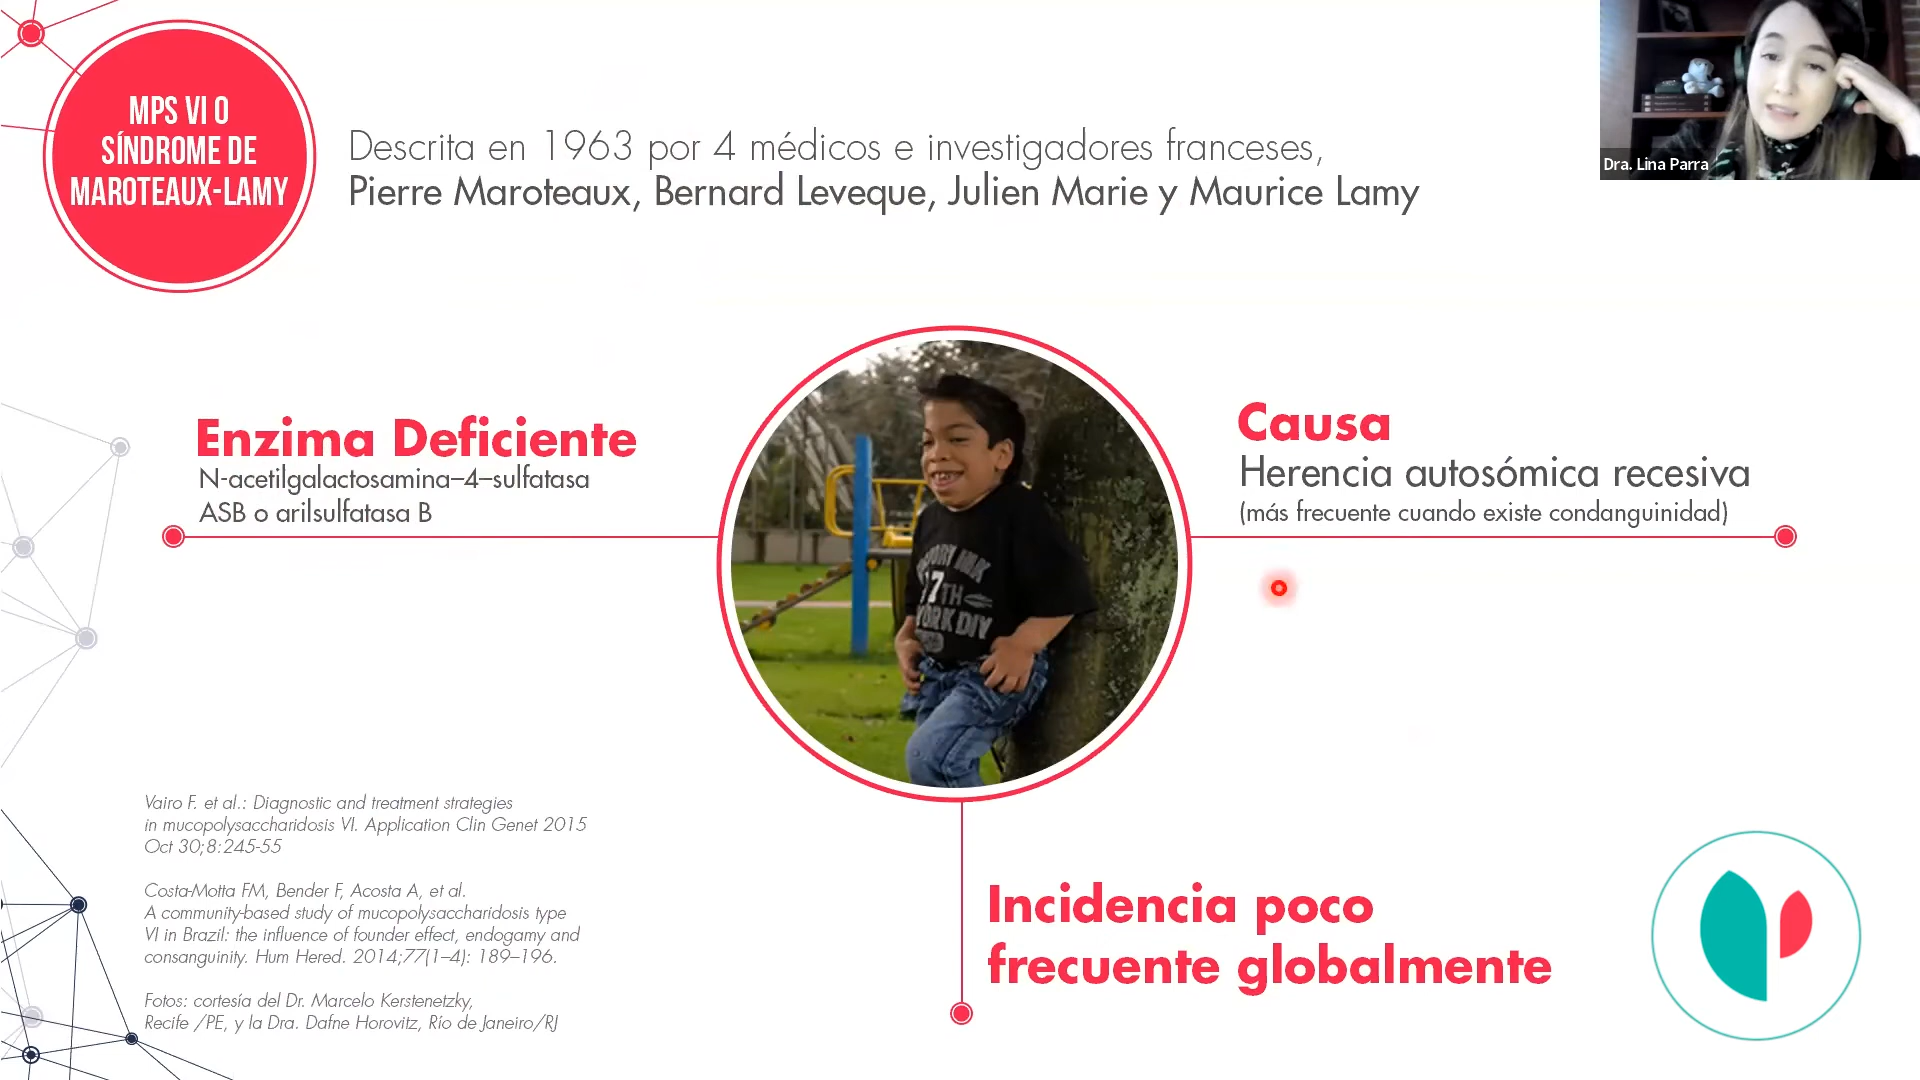 MPS VI O
SÍNDROME DE
MAROTEAUX-LAMY
Descrita en 1963 por 4 médicos e investigadores franceses,
Pierre Maroteaux, Bernard Leveque, Julien Marie y Maurice Lamy
Dra. Lina Parra
Enzima Deficiente
N-acetilgalactosamina–4–sulfatasa
ASB o arilsulfatasa B
Causa
Herencia autosómica recesiva
(más frecuente cuando existe condanguinidad)
7TH
YORK DIY
Vairo F. et al.: Diagnostic and treatment strategies
in mucopolysaccharidosis VI. Application Clin Genet 2015
Oct 30;8:245-55
Costa-Motta FM, Bender F, Acosta A, et al.
A community-based study of mucopolysaccharidosis type
VI in Brazil: the influence of founder effect, endogamy and
consanguinity. Hum Hered. 2014;77(1–4): 189–196.
Fotos: cortesía del Dr. Marcelo Kerstenetzky,
Recife /PE, y la Dra. Dafne Horovitz, Río de Janeiro/RJ
Incidencia poco
frecuente globalmente